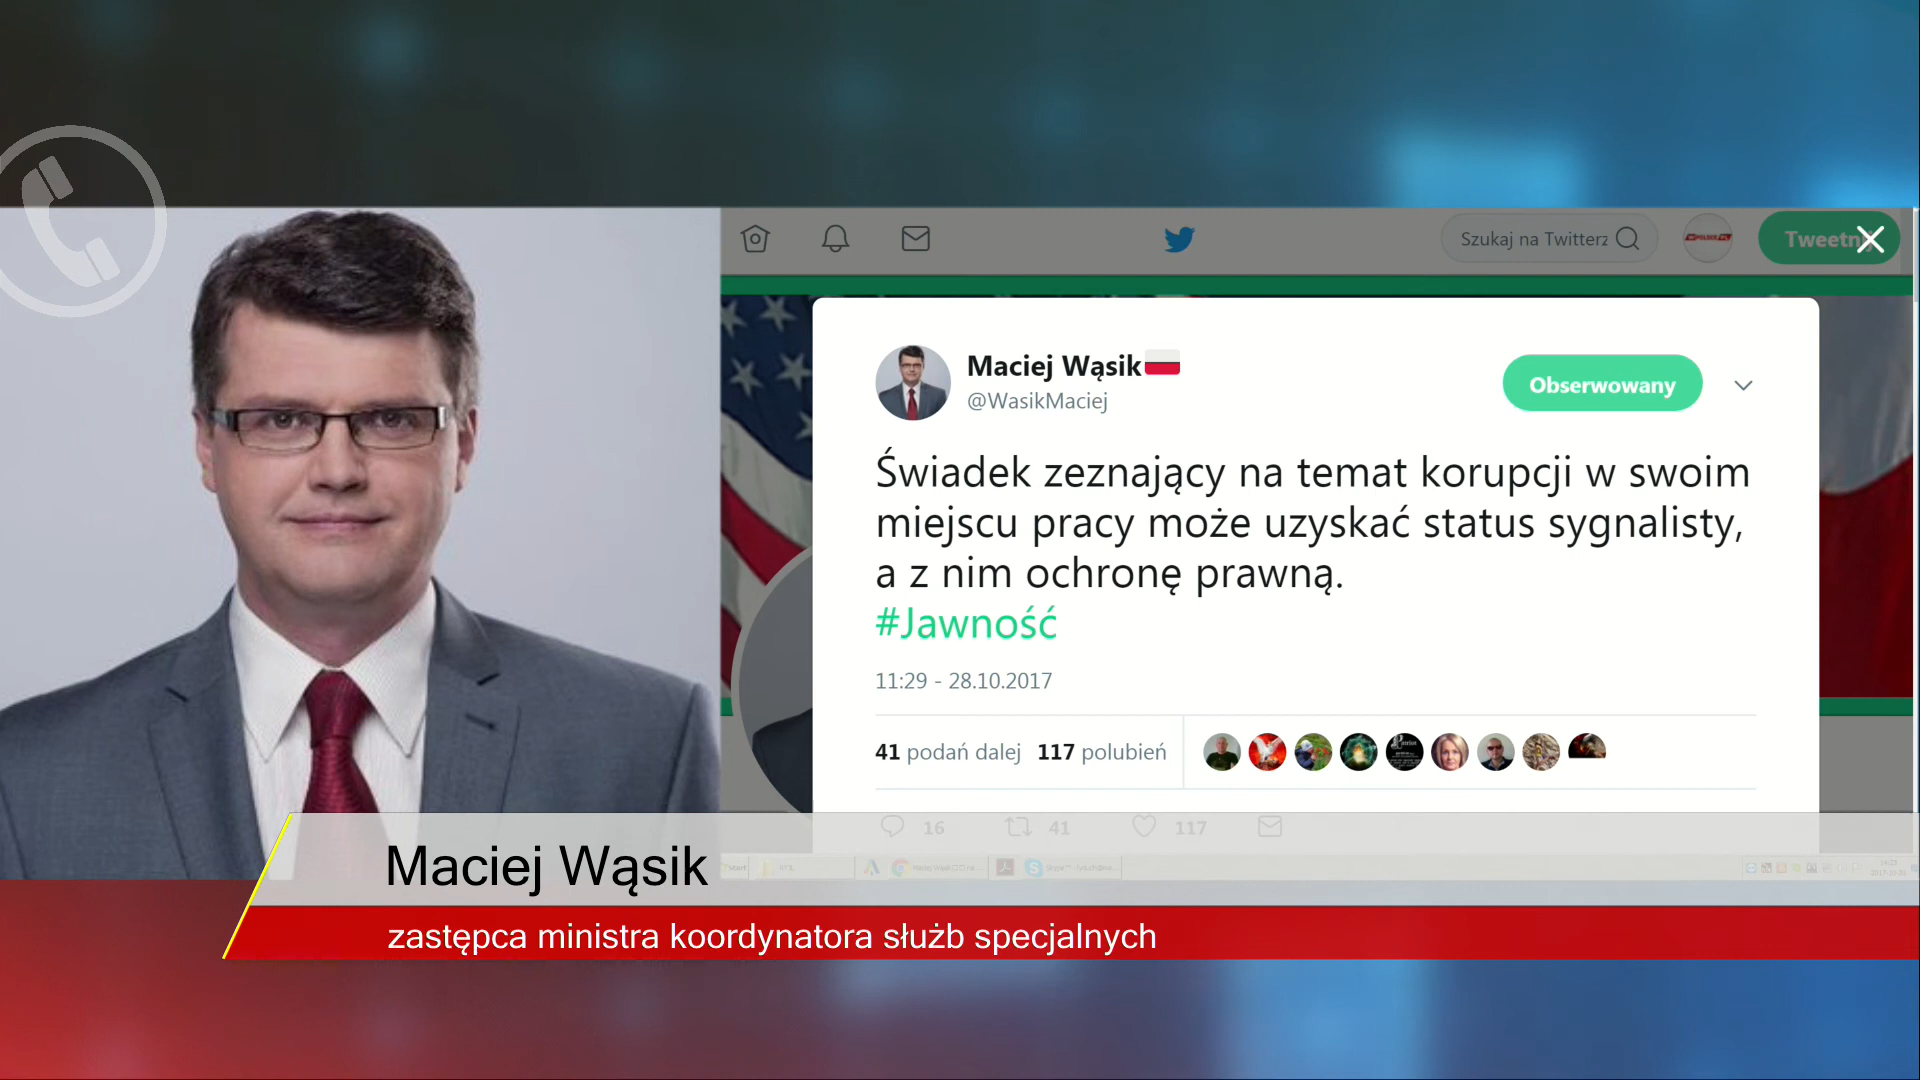 Szukaj na Twitterz
Tweetnij
Maciej Wąsik
@WasikMaciej
Obserwowany
Świadek zeznający na temat korupcji w swoim
miejscu pracy może uzyskać status sygnalisty,
a z nim ochronę prawną.
#Jawność
11:29 - 28.10.2017
41 podań dalej 117 polubień
16 41 117
Maciej Wąsik
zastępca ministra koordynatora służb specjalnych